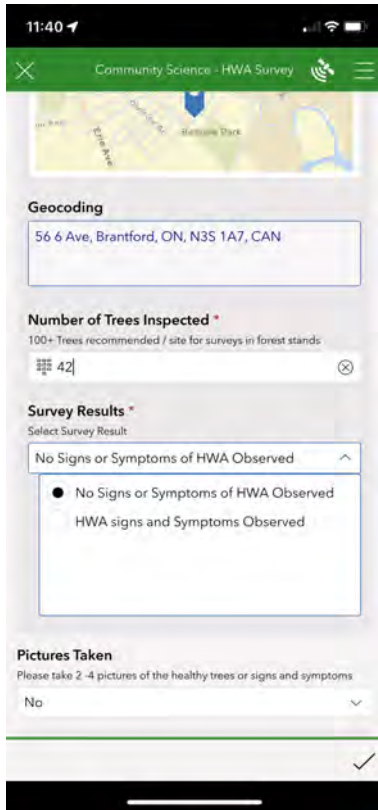 11:40
Community Science - HWA Survey
Erie Ave
Bellview Park
Geocoding
56 6 Ave, Brantford, ON, N3S 1A7, CAN
Number of Trees Inspected *
100+ Trees recommended / site for surveys in forest stands
42
Survey Results *
Select Survey Result
No Signs or Symptoms of HWA Observed
No Signs or Symptoms of HWA Observed
HWA signs and Symptoms Observed
Pictures Taken
Please take 2 -4 pictures of the healthy trees or signs and symptoms
No